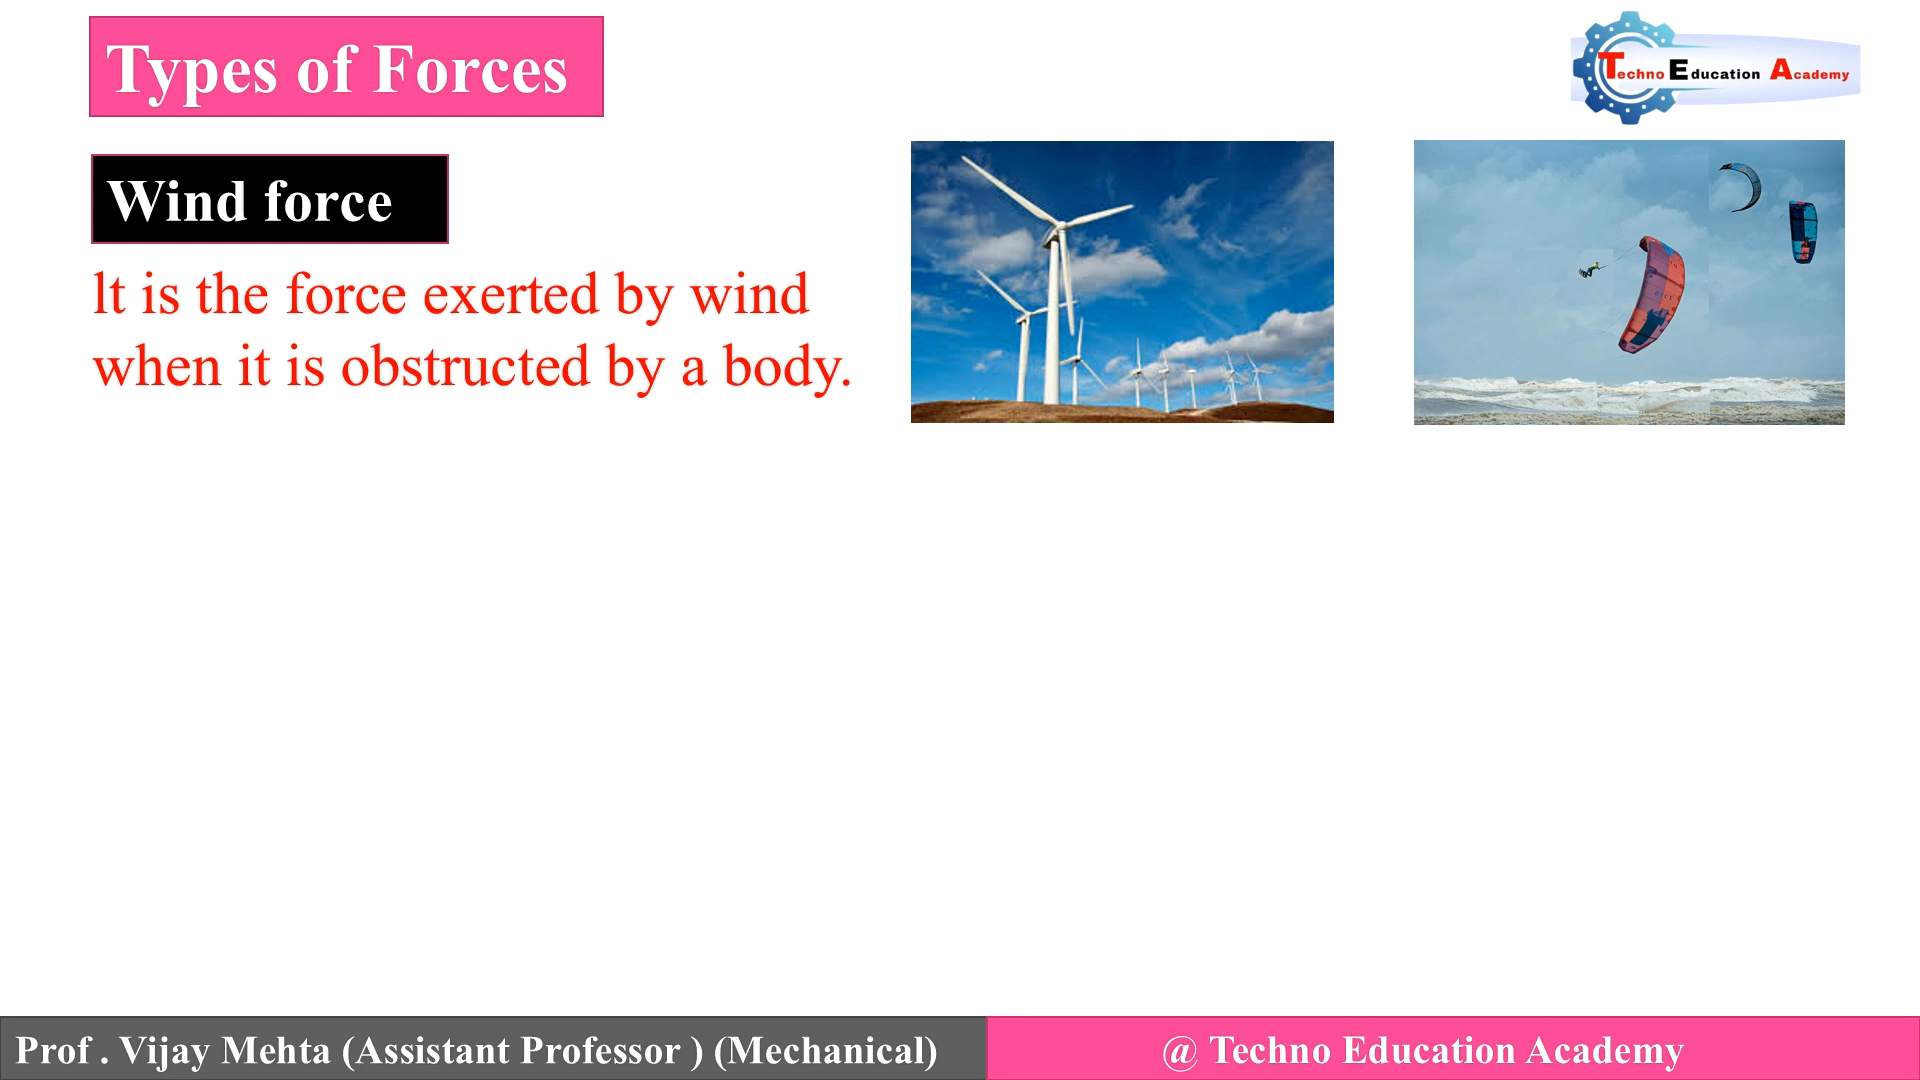 Types of Forces
Techno Education Academy
Wind force
lt is the force exerted by wind
when it is obstructed by a body.
Prof . Vijay Mehta (Assistant Professor ) (Mechanical)
@ Techno Education Academy